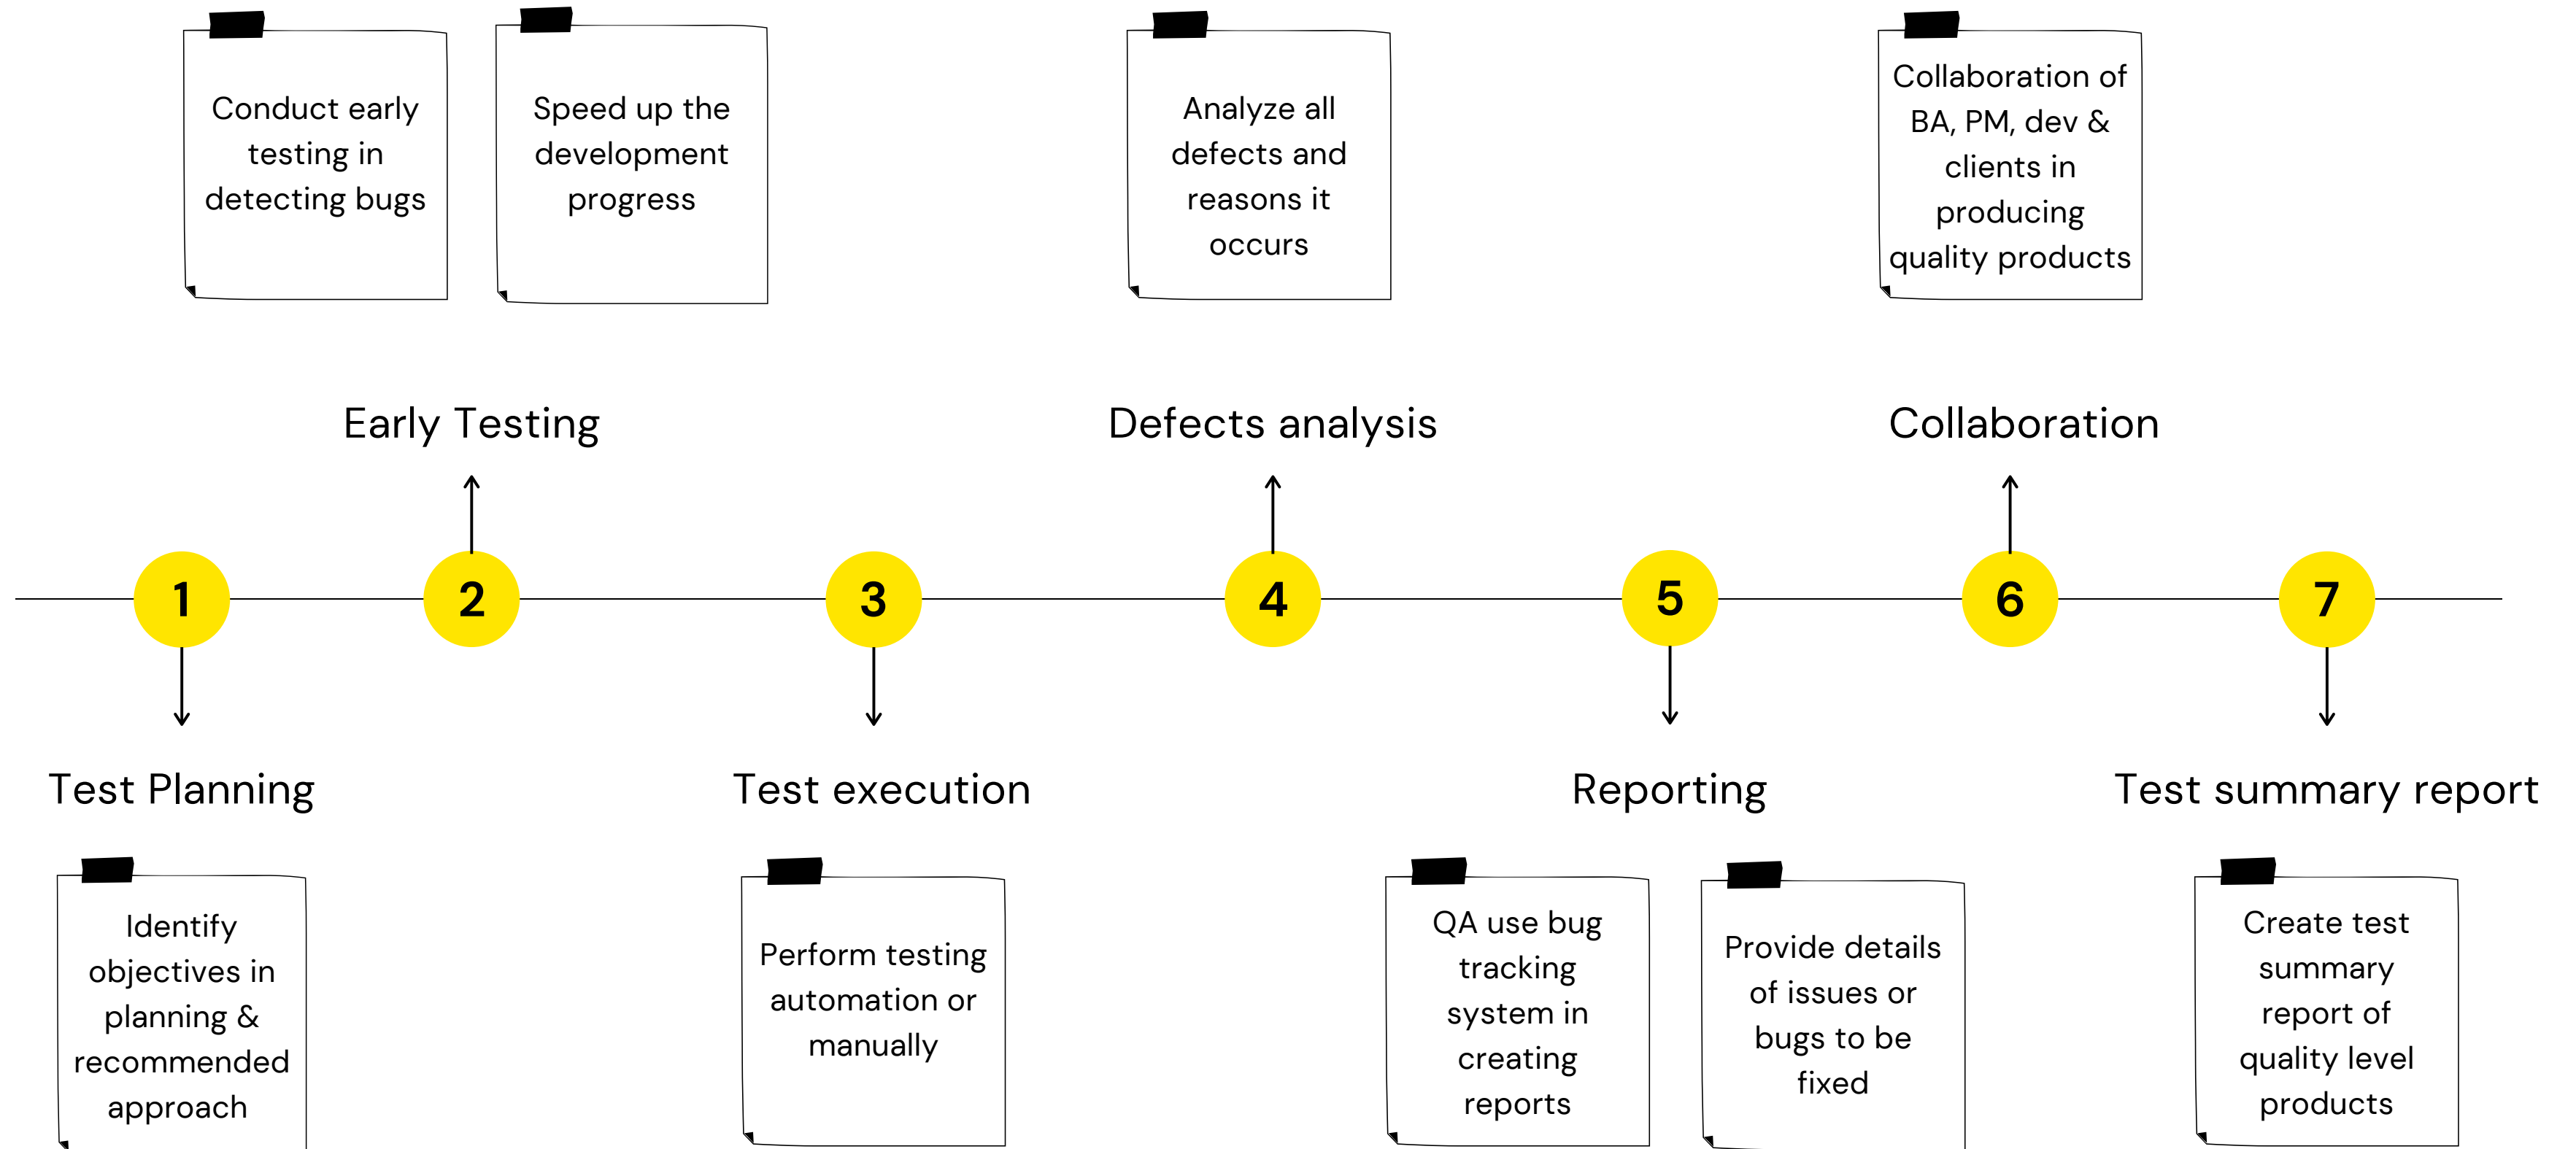 Conduct early
testing in
detecting bugs
Speed up the
development
progress
Analyze all
defects and
reasons it
occurs
Collaboration of
BA, PM, dev &
clients in
producing
quality products
Early Testing
Defects analysis
Collaboration
1
2
3
4
5
6
7
Test Planning
Test execution
Reporting
Test summary report
Identify
objectives in
planning &
recommended
approach
Perform testing
automation or
manually
QA use bug
tracking
system in
creating
reports
Provide details
of issues or
bugs to be
fixed
Create test
summary
report of
quality level
products